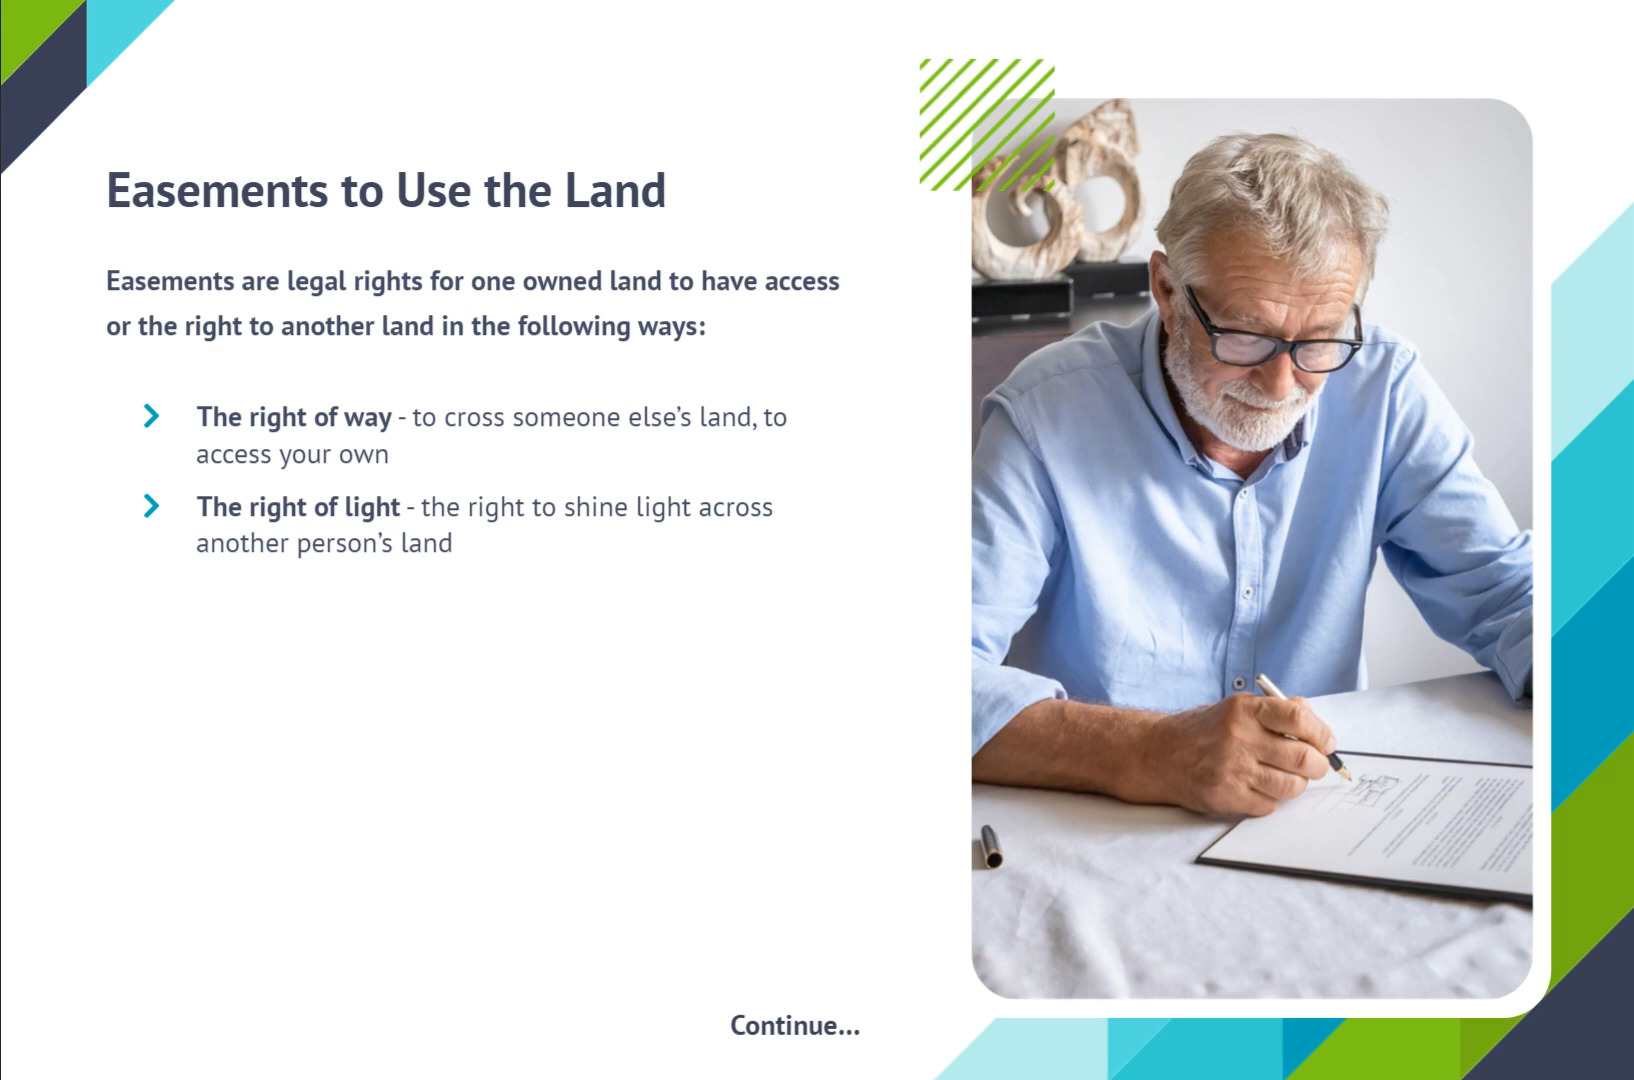 Easements to Use the Land
Easements are legal rights for one owned land to have access
or the right to another land in the following ways:
The right of way - to cross someone else’s land, to
access your own
The right of light - the right to shine light across
another person’s land
Continue...